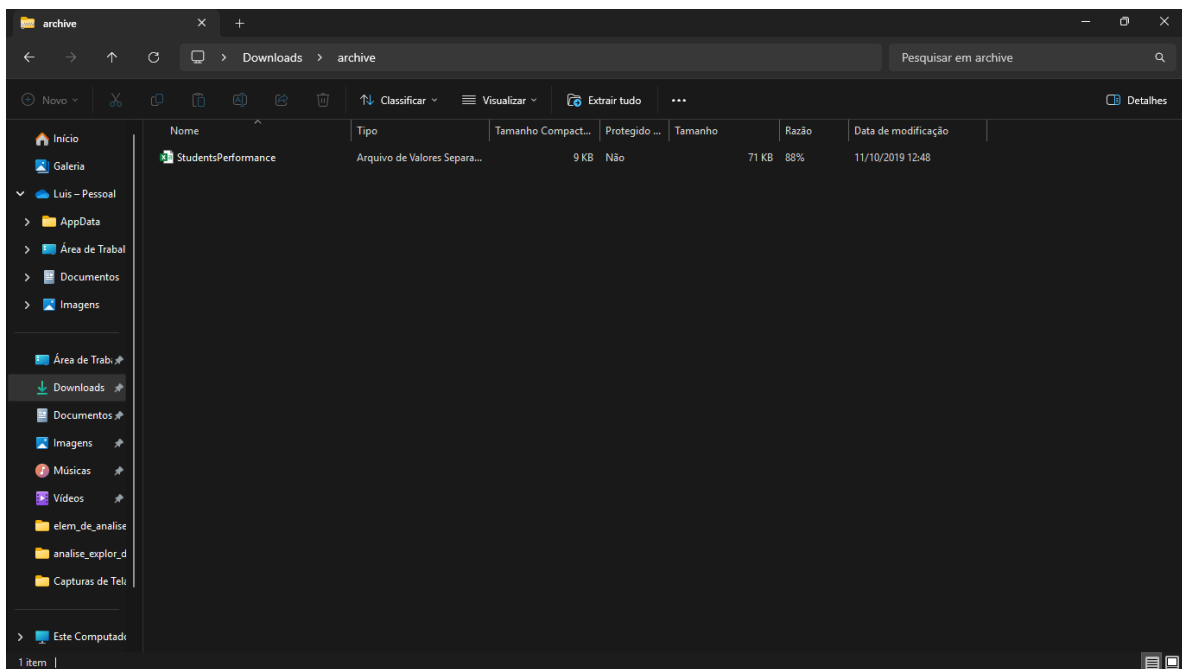 archive
Downloads > archive
Pesquisar em archive
Novo
Classificar
Visualizar
Extrair tudo
Detalhes
Nome
Tipo
Tamanho Compact...
Protegido ...
Tamanho
Razão
Data de modificação
StudentsPerformance
Arquivo de Valores Separa...
9 KB
Não
71 KB
88%
11/10/2019 12:48
Início
Galeria
Luis – Pessoal
AppData
Área de Trabal
Documentos
Imagens
Área de Traba
Downloads
Documentos
Imagens
Músicas
Vídeos
elem_de_analise
analise_explor_d
Capturas de Tela
Este Computado
1 item